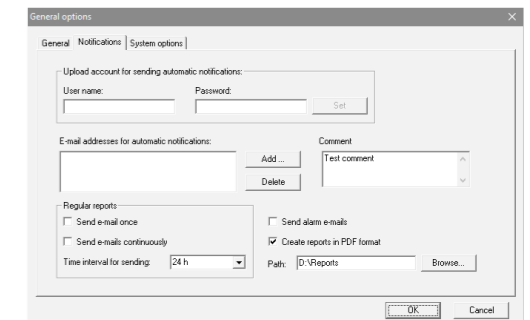 General options
General Notifications System options
Upload account for sending automatic notifications:
User name: Password:
Set
E-mail addresses for automatic notifications: Comment
Add ... Test comment
Delete
Regular reports
Send e-mail once Send alarm e-mails
Send e-mails continuously Create reports in PDF format
Time interval for sending: 24 h Path: D:\Reports Browse...
OK Cancel